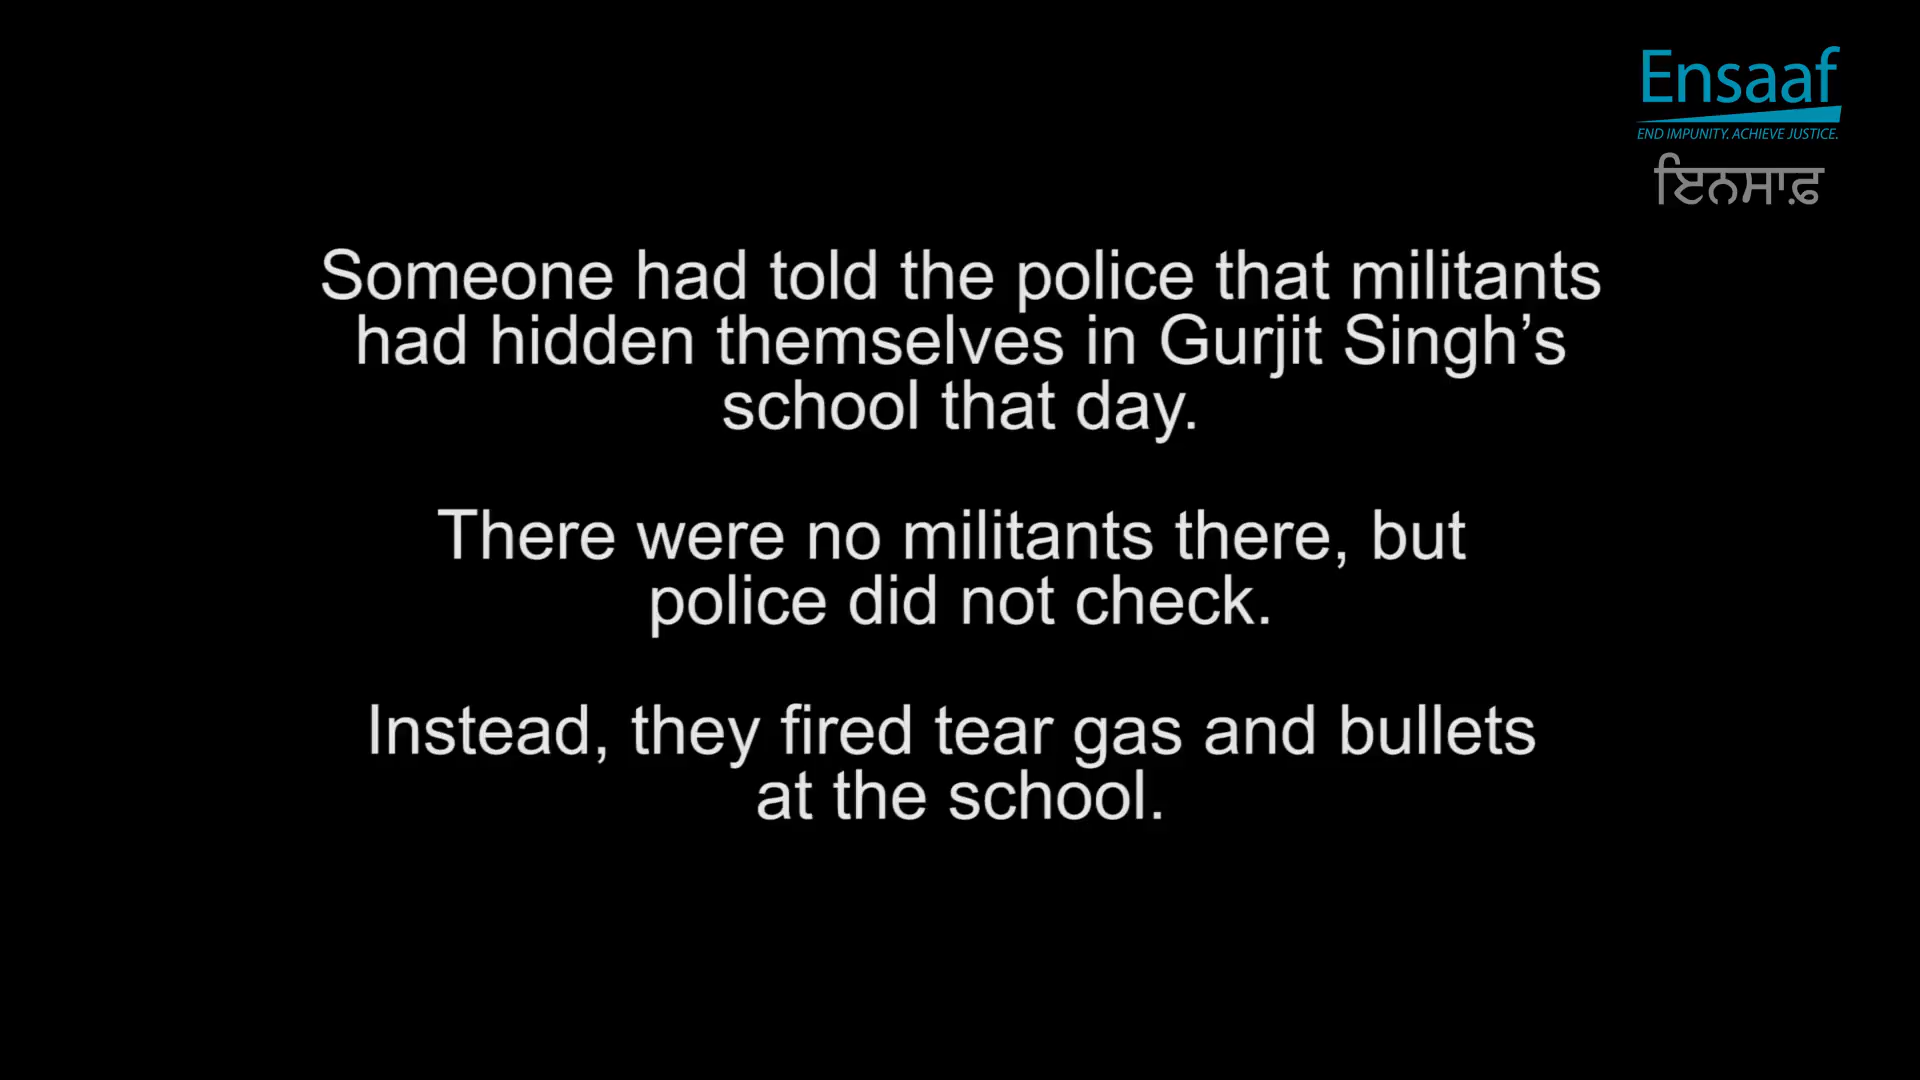 Ensaaf
END IMPUNITY. ACHIEVE JUSTICE.
ਇਨਸਾਫ਼
Someone had told the police that militants
had hidden themselves in Gurjit Singh’s
school that day.
There were no militants there, but
police did not check.
Instead, they fired tear gas and bullets
at the school.